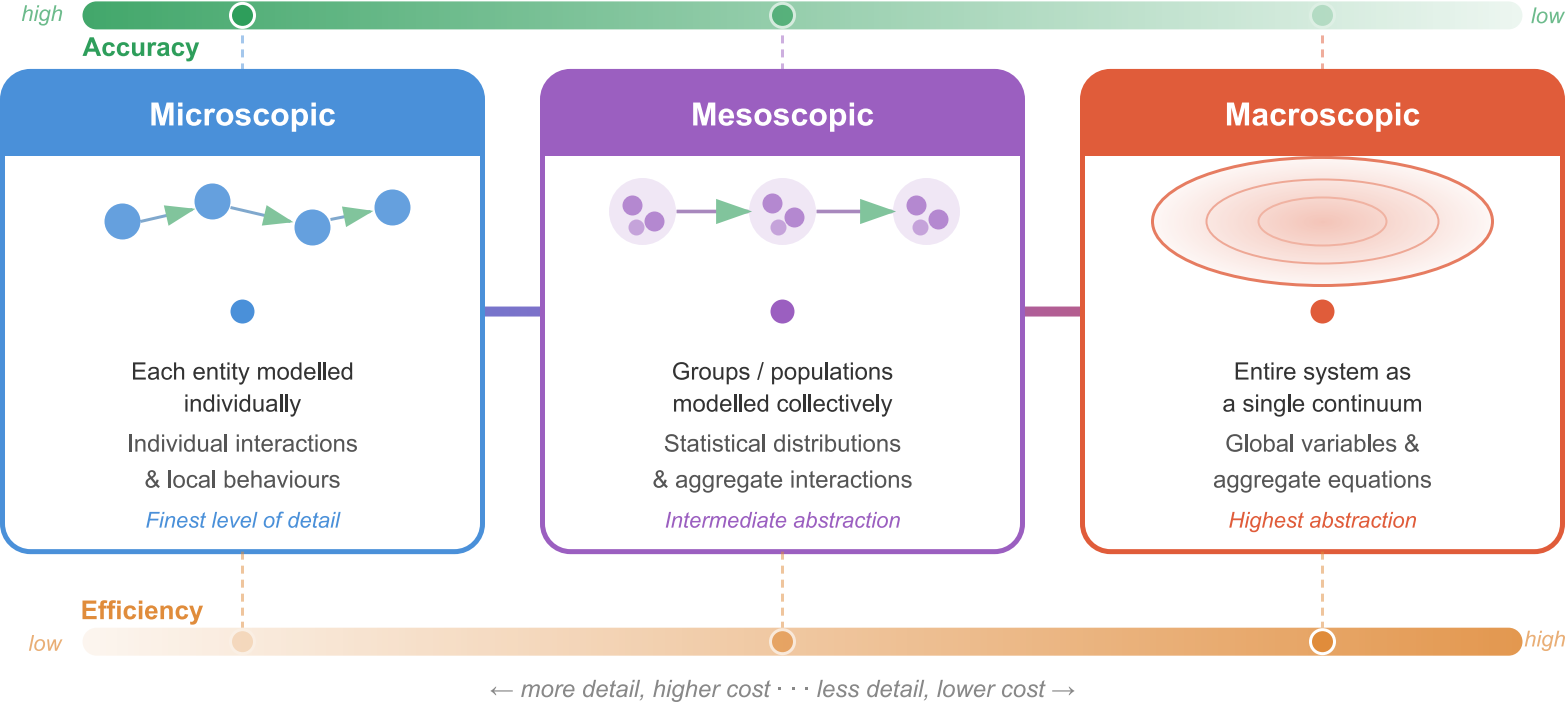 high
low
Accuracy
Microscopic
Each entity modelled
individually
Individual interactions
& local behaviours
Finest level of detail
Mesoscopic
Groups / populations
modelled collectively
Statistical distributions
& aggregate interactions
Intermediate abstraction
Macroscopic
Entire system as
a single continuum
Global variables &
aggregate equations
Highest abstraction
Efficiency
low
high
← more detail, higher cost · · · less detail, lower cost →